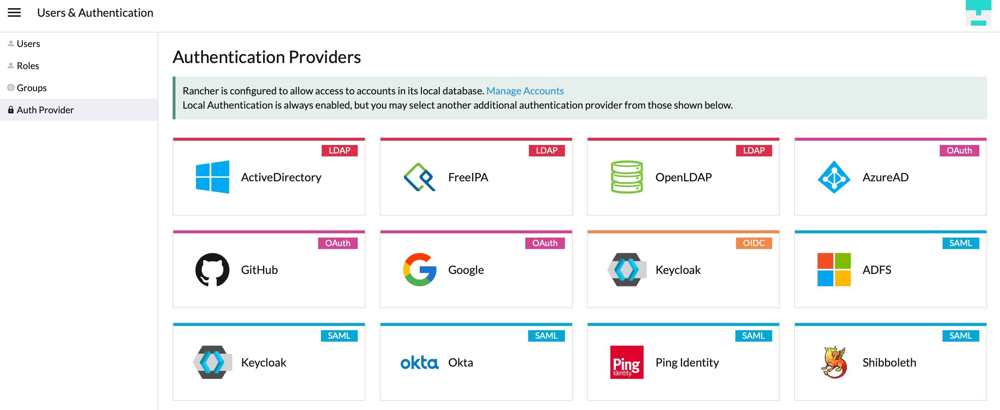 Users & Authentication
Users
Roles
Groups
Auth Provider
Authentication Providers
Rancher is configured to allow access to accounts in its local database. Manage Accounts
Local Authentication is always enabled, but you may select another additional authentication provider from those shown below.
LDAP
ActiveDirectory
LDAP
FreeIPA
LDAP
OpenLDAP
OAuth
AzureAD
OAuth
GitHub
OAuth
Google
OIDC
Keycloak
SAML
ADFS
SAML
Keycloak
SAML
okta
Okta
SAML
Ping
Identity.
Ping Identity
SAML
Shibboleth